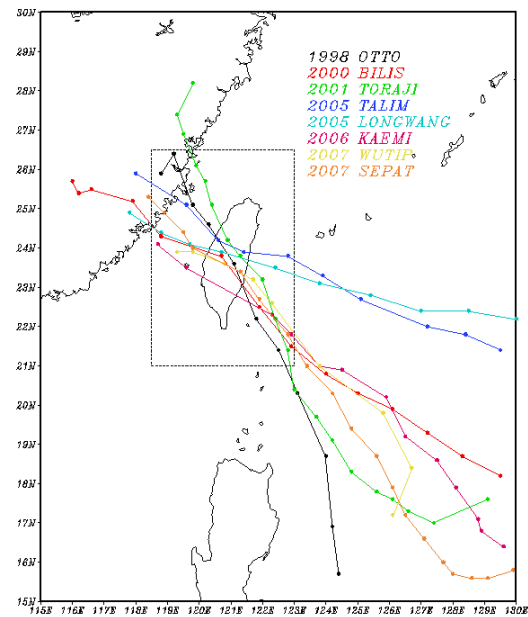 30N
29N
28N
27N
26N
25N
24N
23N
22N
21N
20N
19N
18N
17N
16N
15N
1998 OTTO
2000 BILIS
2001 TORAJI
2005 TALIM
2005 LONGWANG
2006 KAEMI
2007 WUTIP
2007 SEPAT
115E 116E 117E 118E 119E 120E 121E 122E 123E 124E 125E 126E 127E 128E 129E 130E